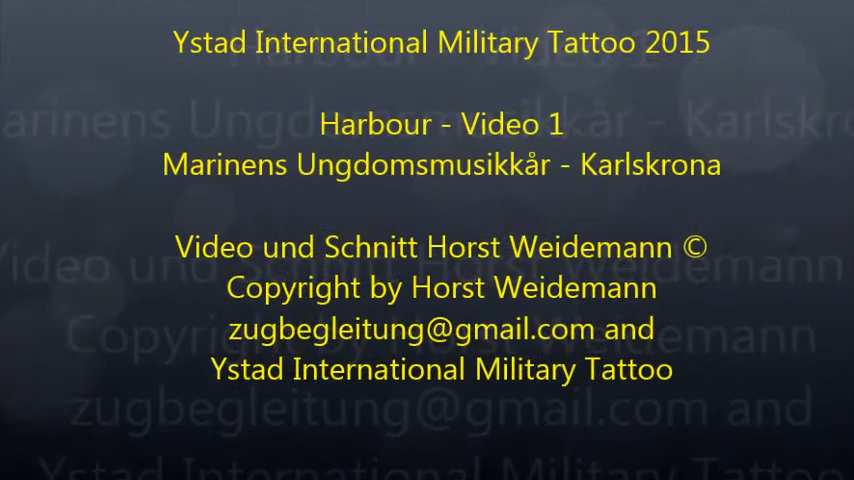 Ystad International Military Tattoo 2015
Harbour - Video 1
Marinens Ungdomsmusikkår - Karlskrona
Video und Schnitt Horst Weidemann ©
Copyright by Horst Weidemann
zugbegleitung@gmail.com and
Ystad International Military Tattoo